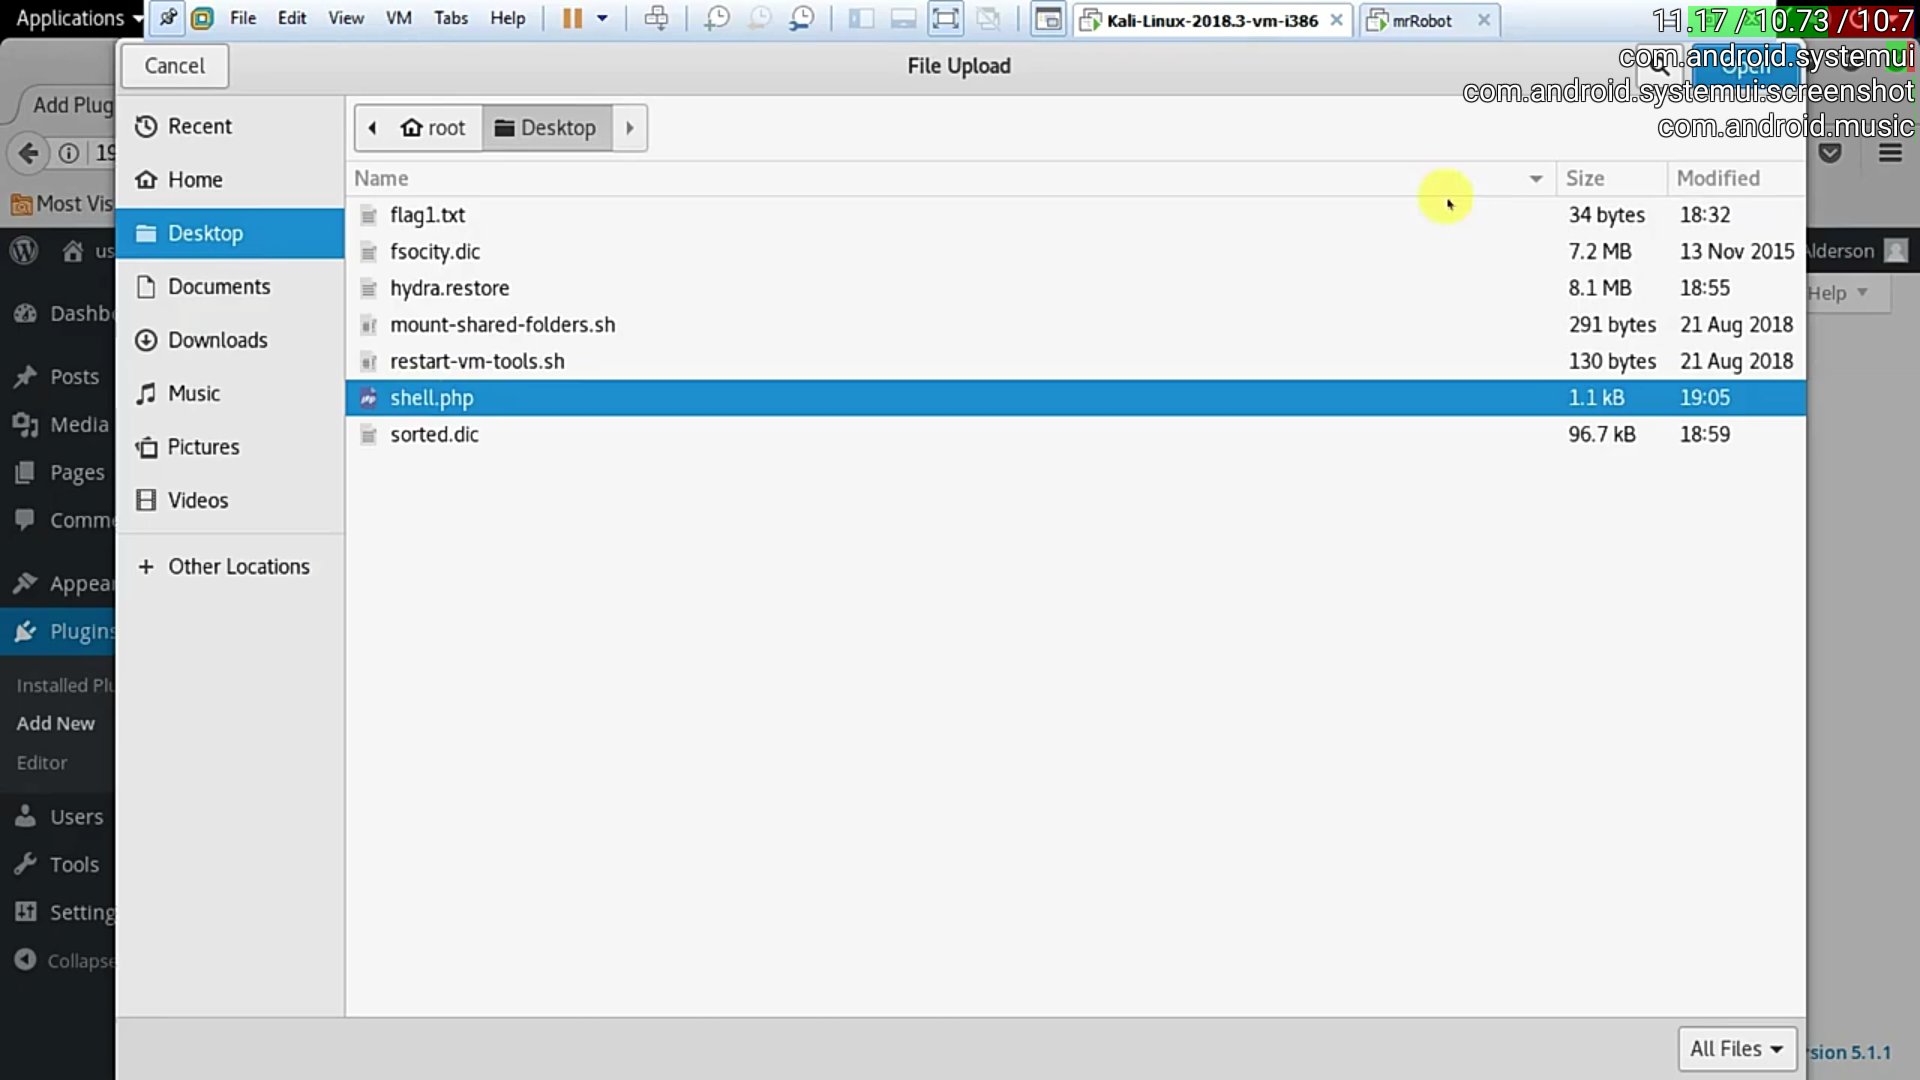 Applications
File Edit View VM Tabs Help
Kali-Linux-2018.3-vm-i386
mrRobot
11.17 / 10.73 / 10.7
com.android.systemui
com.android.systemui:screenshot
com.android.music
Cancel
File Upload
Open
Add Plug
19
Most Vis
us
Alderson
Help
Recent
Home
Desktop
Documents
Downloads
Music
Pictures
Videos
Other Locations
root
Desktop
Name Size Modified
flag1.txt 34 bytes 18:32
fsocity.dic 7.2 MB 13 Nov 2015
hydra.restore 8.1 MB 18:55
mount-shared-folders.sh 291 bytes 21 Aug 2018
restart-vm-tools.sh 130 bytes 21 Aug 2018
shell.php 1.1 kB 19:05
sorted.dic 96.7 kB 18:59
Dashb
Posts
Media
Pages
Comme
Appear
Plugins
Installed Plu
Add New
Editor
Users
Tools
Setting
Collapse
All Files
sion 5.1.1